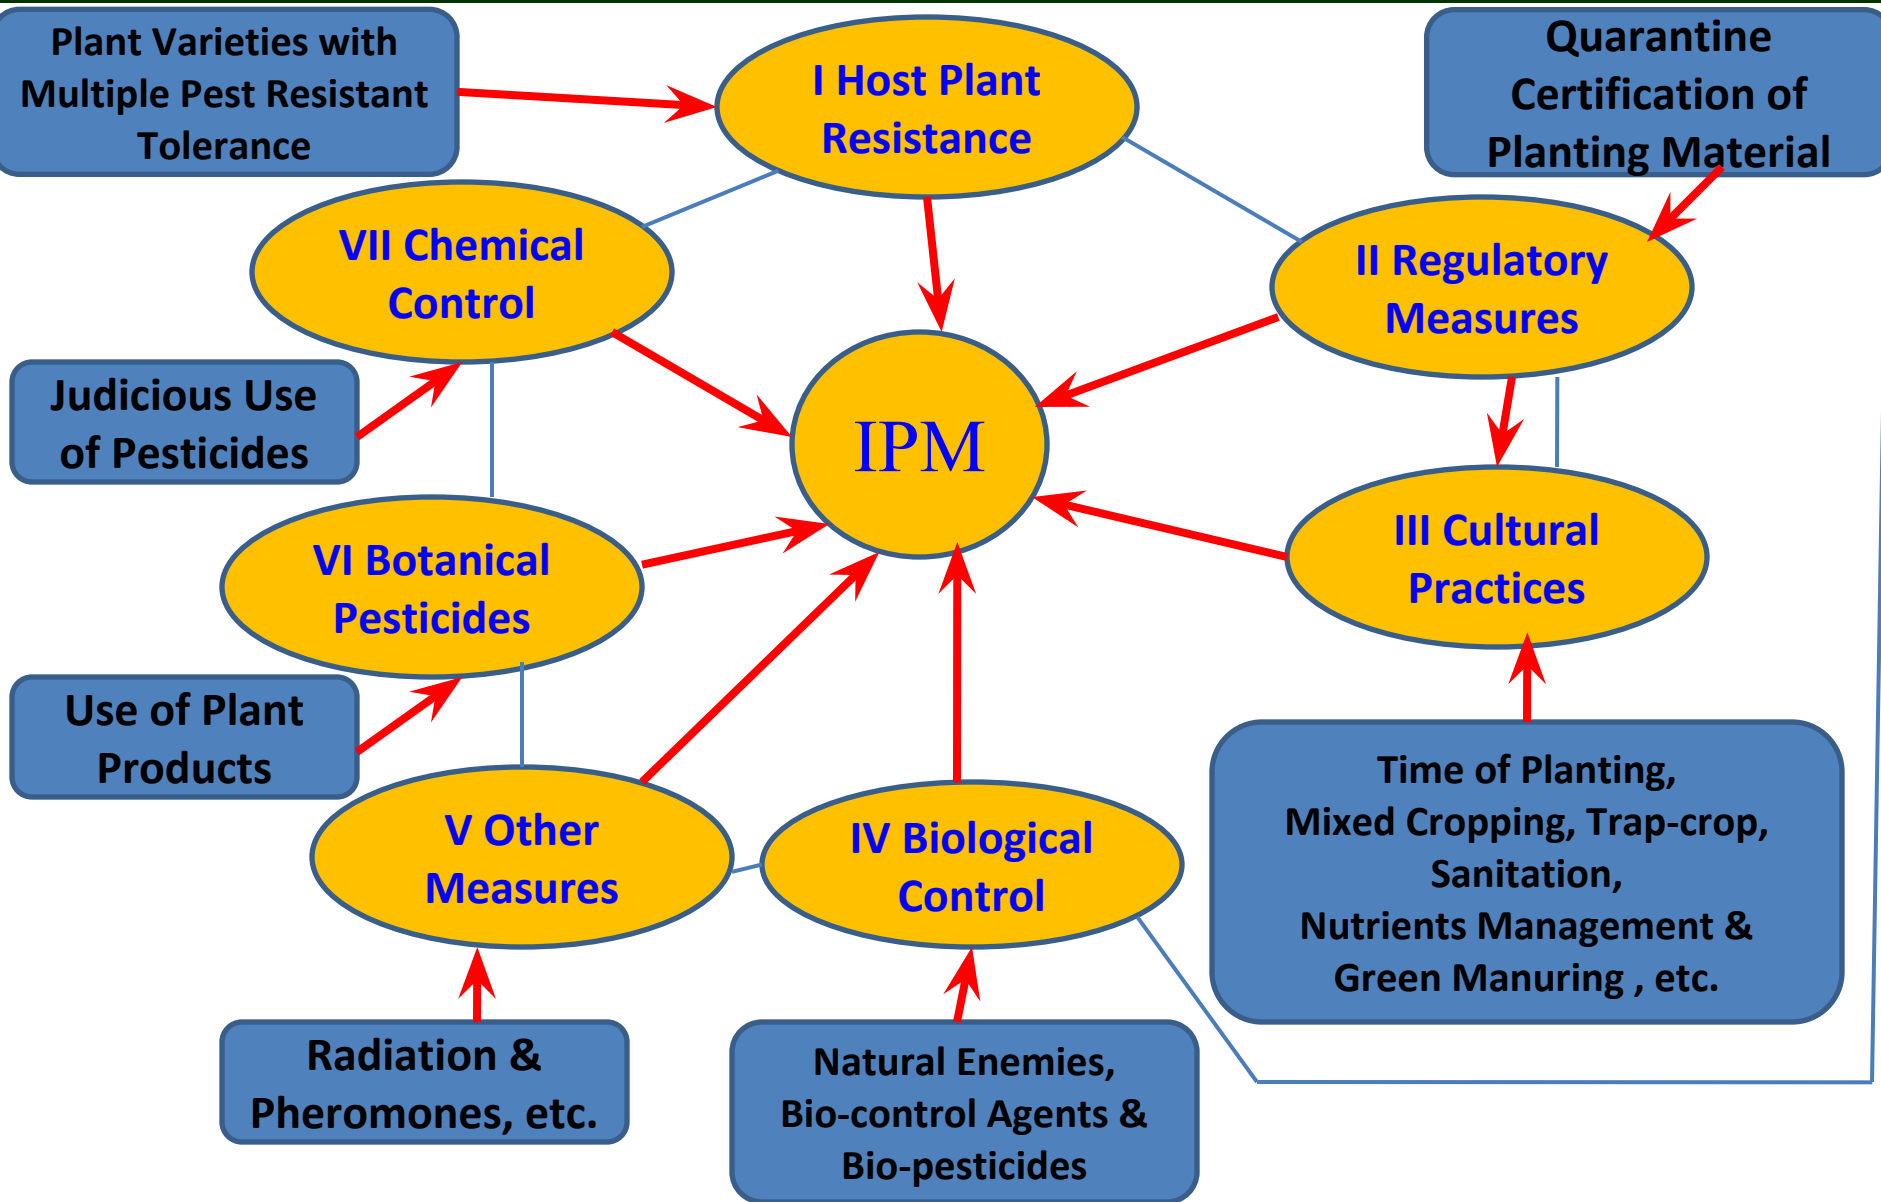 Plant Varieties with
Multiple Pest Resistant
Tolerance
I Host Plant
Resistance
Quarantine
Certification of
Planting Material
VII Chemical
Control
II Regulatory
Measures
Judicious Use
of Pesticides
IPM
VI Botanical
Pesticides
III Cultural
Practices
Use of Plant
Products
V Other
Measures
IV Biological
Control
Time of Planting,
Mixed Cropping, Trap-crop,
Sanitation,
Nutrients Management &
Green Manuring , etc.
Radiation &
Pheromones, etc.
Natural Enemies,
Bio-control Agents &
Bio-pesticides